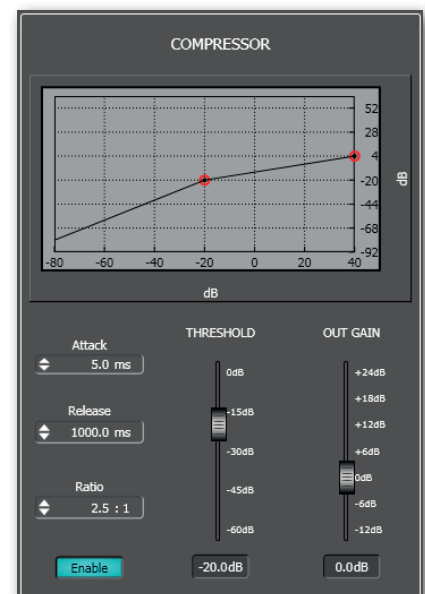 COMPRESSOR
52
28
4
-20
-44
-68
-92
dB
-80 -60 -40 -20 0 20 40
dB
THRESHOLD OUT GAIN
Attack
5.0 ms
Release
1000.0 ms
Ratio
2.5 : 1
0dB
-15dB
-30dB
-45dB
-60dB
+24dB
+18dB
+12dB
+6dB
0dB
-6dB
-12dB
Enable -20.0dB 0.0dB